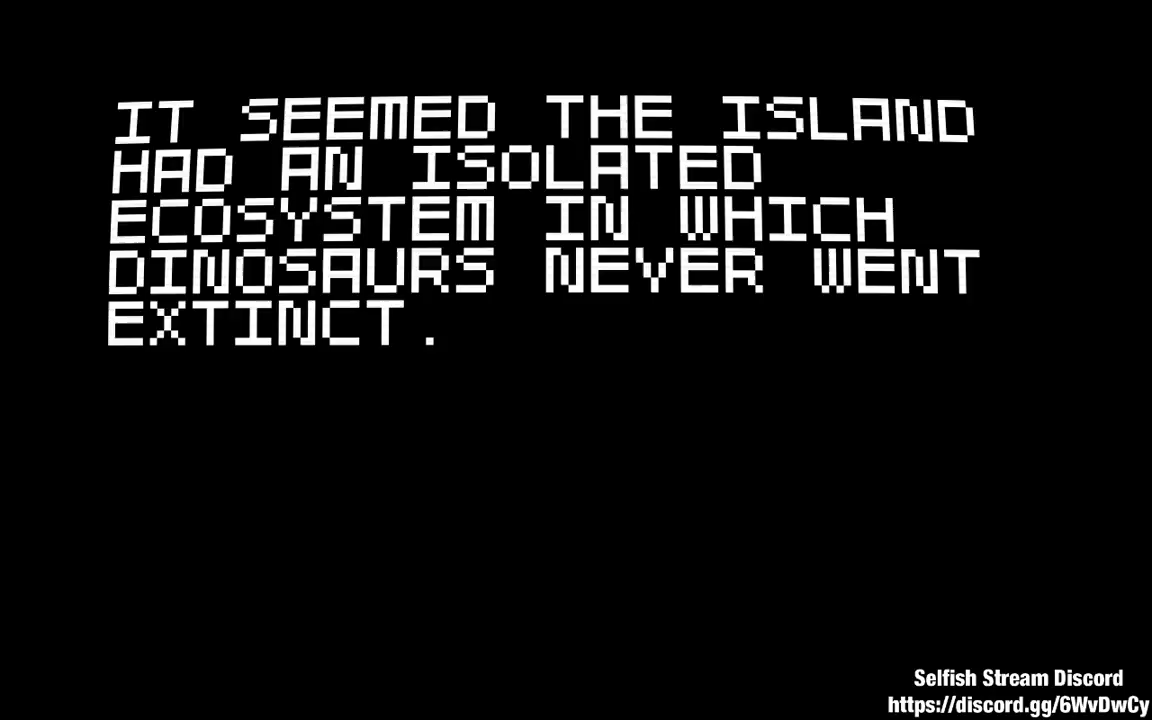 IT SEEMED THE ISLAND
HAD AN ISOLATED
ECOSYSTEM IN WHICH
DINOSAURS NEVER WENT
EXTINCT.
Selfish Stream Discord
https://discord.gg/6WvDwCy